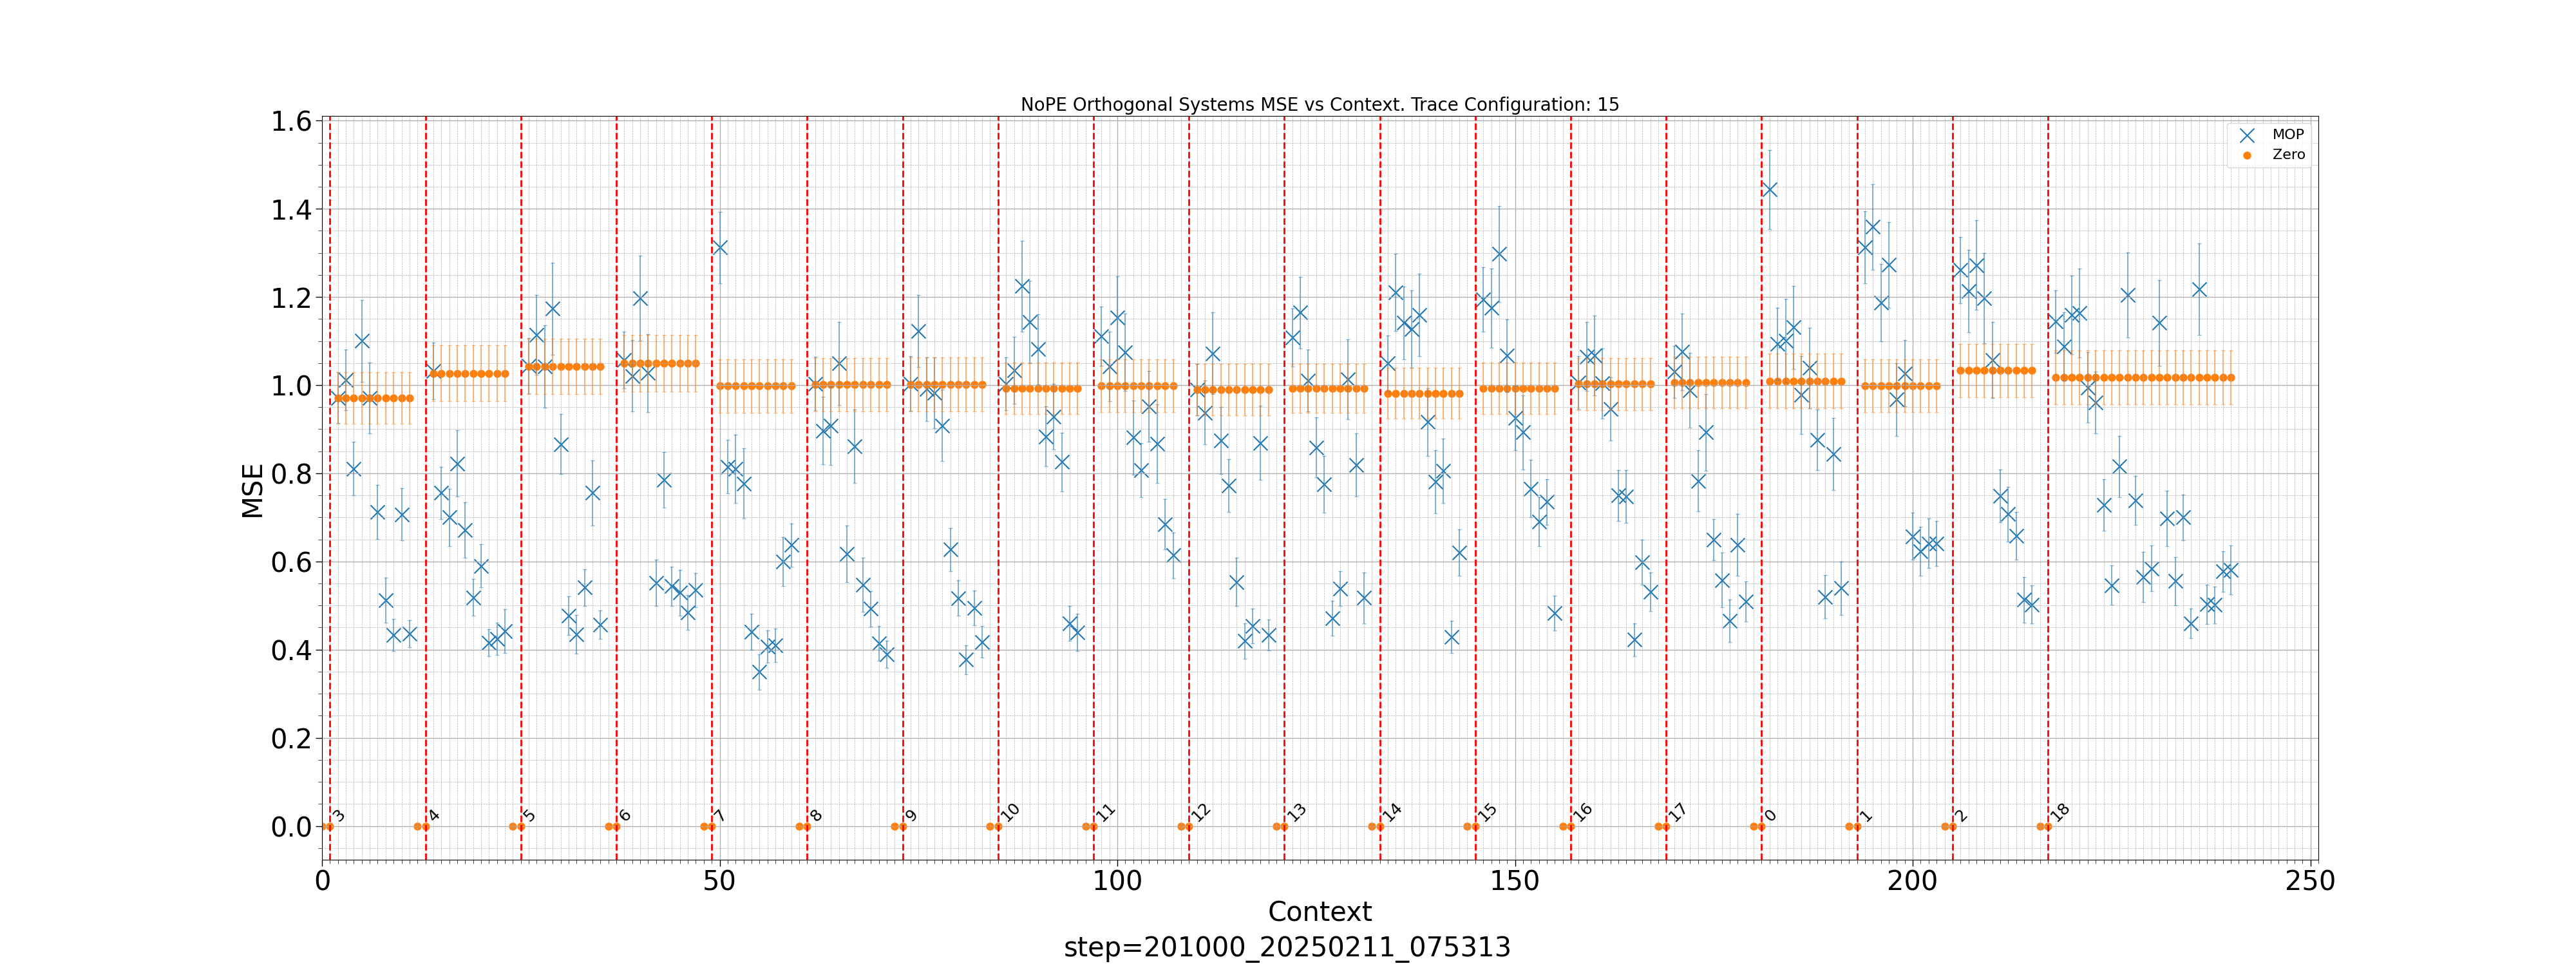 NoPE Orthogonal Systems MSE vs Context. Trace Configuration: 15
MOP
Zero
MSE
1.6
1.4
1.2
1.0
0.8
0.6
0.4
0.2
0.0
3 4 5 6 7 8 9 10 11 12 13 14 15 16 17 0 1 2 18
0 50 100 150 200 250
Context
step=201000_20250211_075313